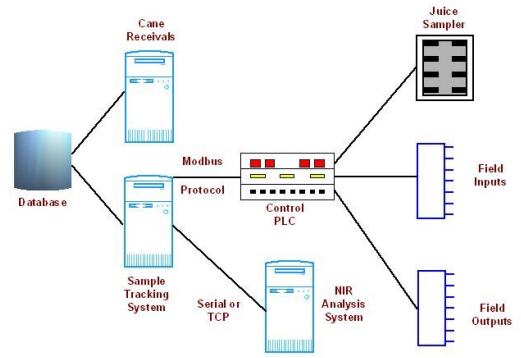 Juice
Sampler
Cane
Receivals
Modbus
Protocol
Database
Control
PLC
Field
Inputs
Sample
Tracking
System
Serial or
TCP
NIR
Analysis
System
Field
Outputs